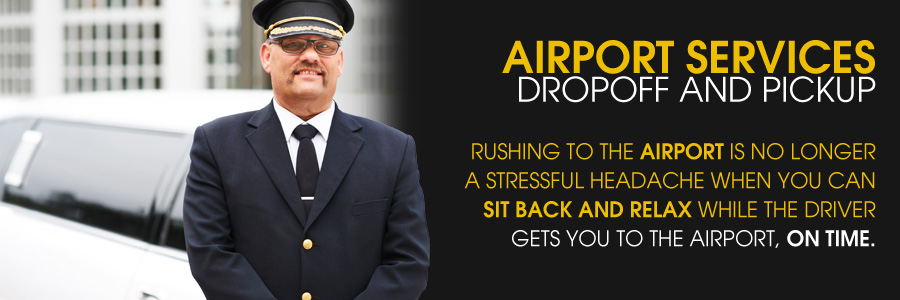 AIRPORT SERVICES
DROPOFF AND PICKUP
RUSHING TO THE AIRPORT IS NO LONGER
A STRESSFUL HEADACHE WHEN YOU CAN
SIT BACK AND RELAX WHILE THE DRIVER
GETS YOU TO THE AIRPORT, ON TIME.